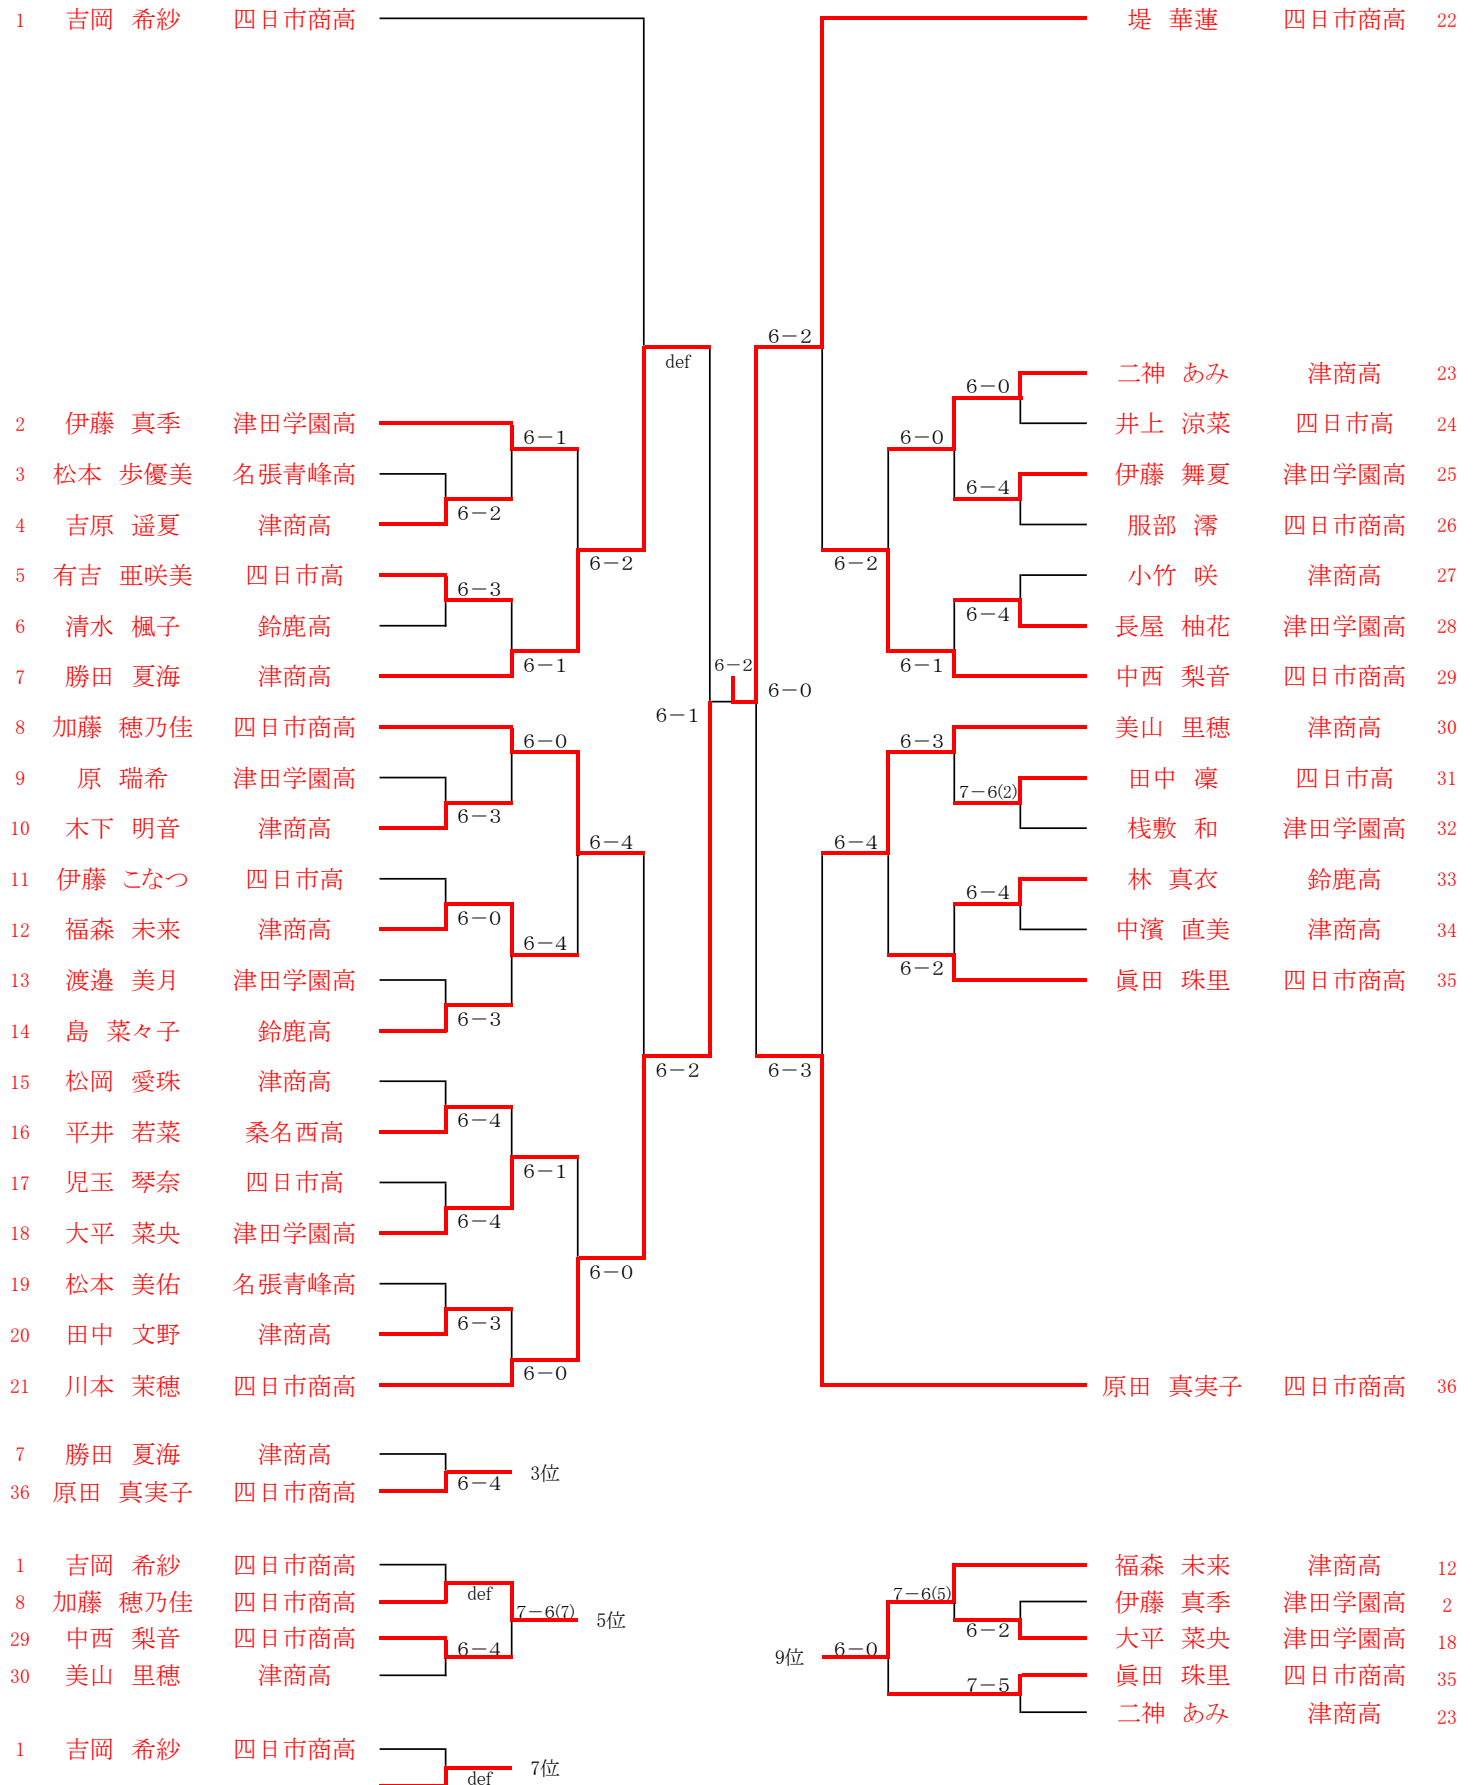 1 吉岡 希紗 四日市商高
堤 華蓮 四日市商高 22
6-2
def
二神 あみ 津商高 23
6-0
2 伊藤 真季 津田学園高
井上 涼菜 四日市高 24
6-1
6-0
3 松本 歩優美 名張青峰高
伊藤 舞夏 津田学園高 25
6-4
6-2
4 吉原 遥夏 津商高
服部 澪 四日市商高 26
6-2
6-2
5 有吉 亜咲美 四日市高
小竹 咲 津商高 27
6-3
6-4
6 清水 楓子 鈴鹿高
長屋 柚花 津田学園高 28
6-1
6-2
6-1
7 勝田 夏海 津商高
中西 梨音 四日市商高 29
6-0
6-1
8 加藤 穂乃佳 四日市商高
美山 里穂 津商高 30
6-0
6-3
9 原 瑞希 津田学園高
田中 凜 四日市高 31
7-6(2)
6-3
10 木下 明音 津商高
桟敷 和 津田学園高 32
6-4
6-4
11 伊藤 こなつ 四日市高
林 真衣 鈴鹿高 33
6-4
6-0
12 福森 未来 津商高
中濱 直美 津商高 34
6-4
6-2
13 渡邉 美月 津田学園高
眞田 珠里 四日市商高 35
6-3
14 島 菜々子 鈴鹿高
6-2
6-3
15 松岡 愛珠 津商高
6-4
16 平井 若菜 桑名西高
6-1
17 児玉 琴奈 四日市高
6-4
18 大平 菜央 津田学園高
6-0
19 松本 美佑 名張青峰高
6-3
20 田中 文野 津商高
6-0
21 川本 茉穂 四日市商高
原田 真実子 四日市商高 36
7 勝田 夏海 津商高
6-4 3位
36 原田 真実子 四日市商高
1 吉岡 希紗 四日市商高
def
8 加藤 穂乃佳 四日市商高
7-6(7) 5位
29 中西 梨音 四日市商高
6-4
30 美山 里穂 津商高
福森 未来 津商高 12
7-6(5)
伊藤 真季 津田学園高 2
6-2
大平 菜央 津田学園高 18
9位 6-0
眞田 珠里 四日市商高 35
7-5
二神 あみ 津商高 23
1 吉岡 希紗 四日市商高
def 7位